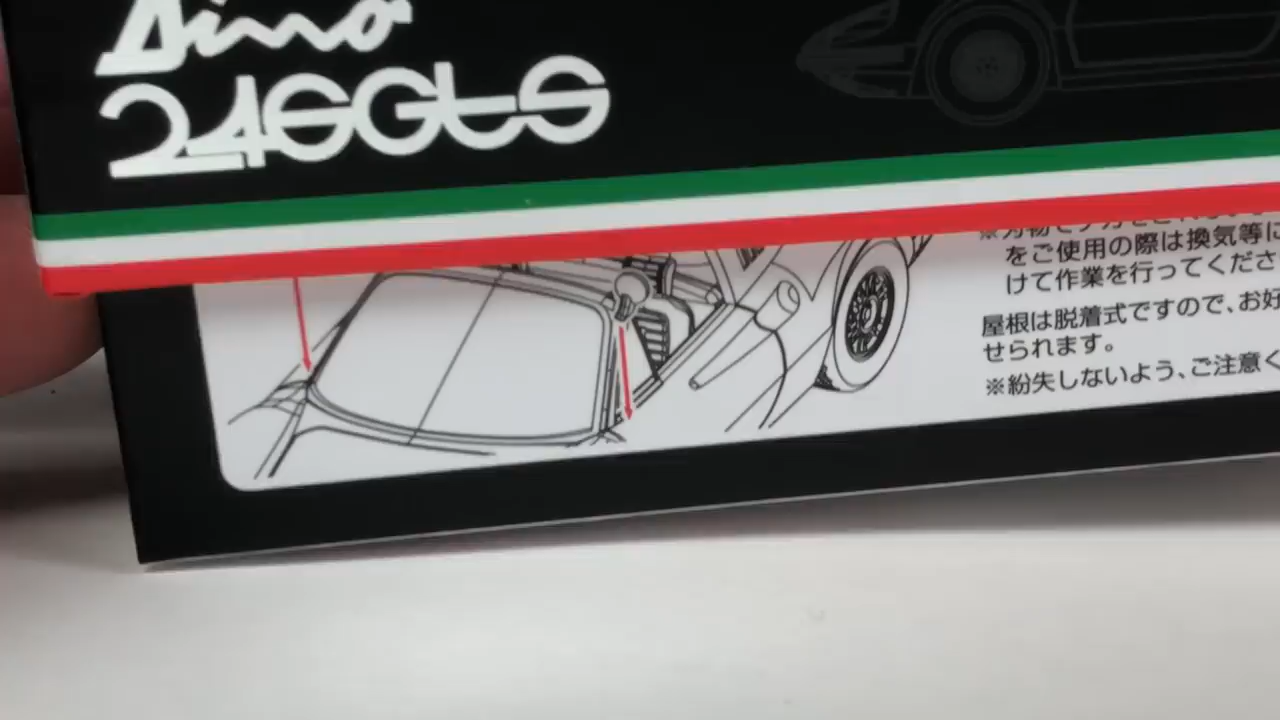 Dino
246GtS
をご使用の際は換気等に
けて作業を行ってくださ
屋根は脱着式ですので、お好
せられます。
※紛失しないよう、ご注意く